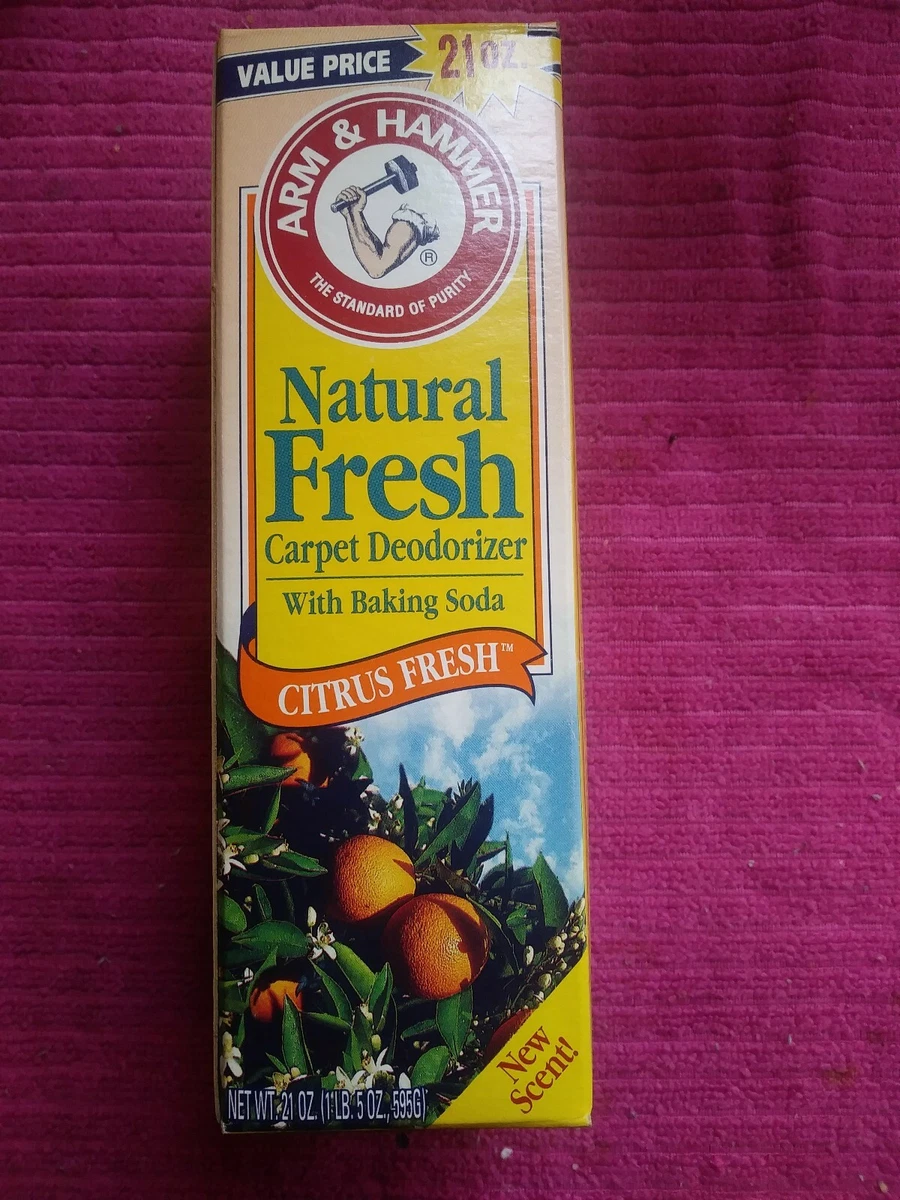 VALUE PRICE 21 OZ.
ARM & HAMMER
®
THE STANDARD OF PURITY
Natural
Fresh
Carpet Deodorizer
With Baking Soda
CITRUS FRESH™
New
Scent!
NET WT. 21 OZ. (1 LB. 5 OZ., 595G)